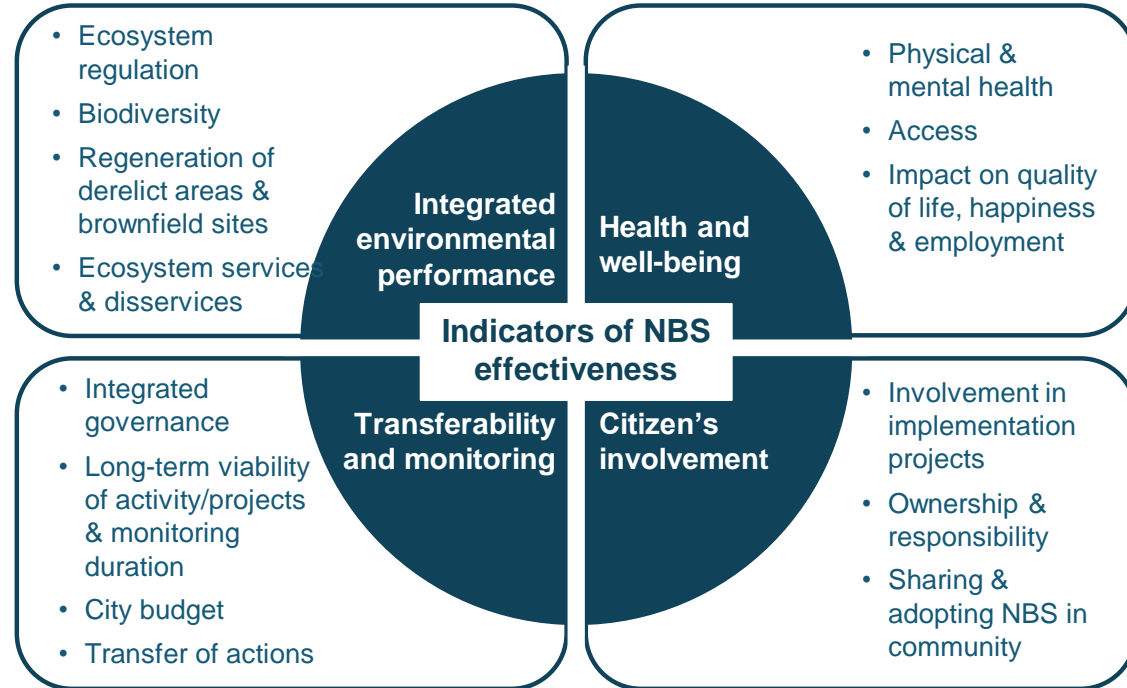 • Ecosystem
regulation
• Biodiversity
• Regeneration of
derelict areas &
brownfield sites
• Ecosystem services
& disservices
Integrated
environmental
performance
• Physical &
mental health
• Access
• Impact on quality
of life, happiness
& employment
Health and
well-being
Indicators of NBS
effectiveness
• Integrated
governance
• Long-term viability
of activity/projects
& monitoring
duration
• City budget
• Transfer of actions
Transferability
and monitoring
Citizen’s
involvement
• Involvement in
implementation
projects
• Ownership &
responsibility
• Sharing &
adopting NBS in
community